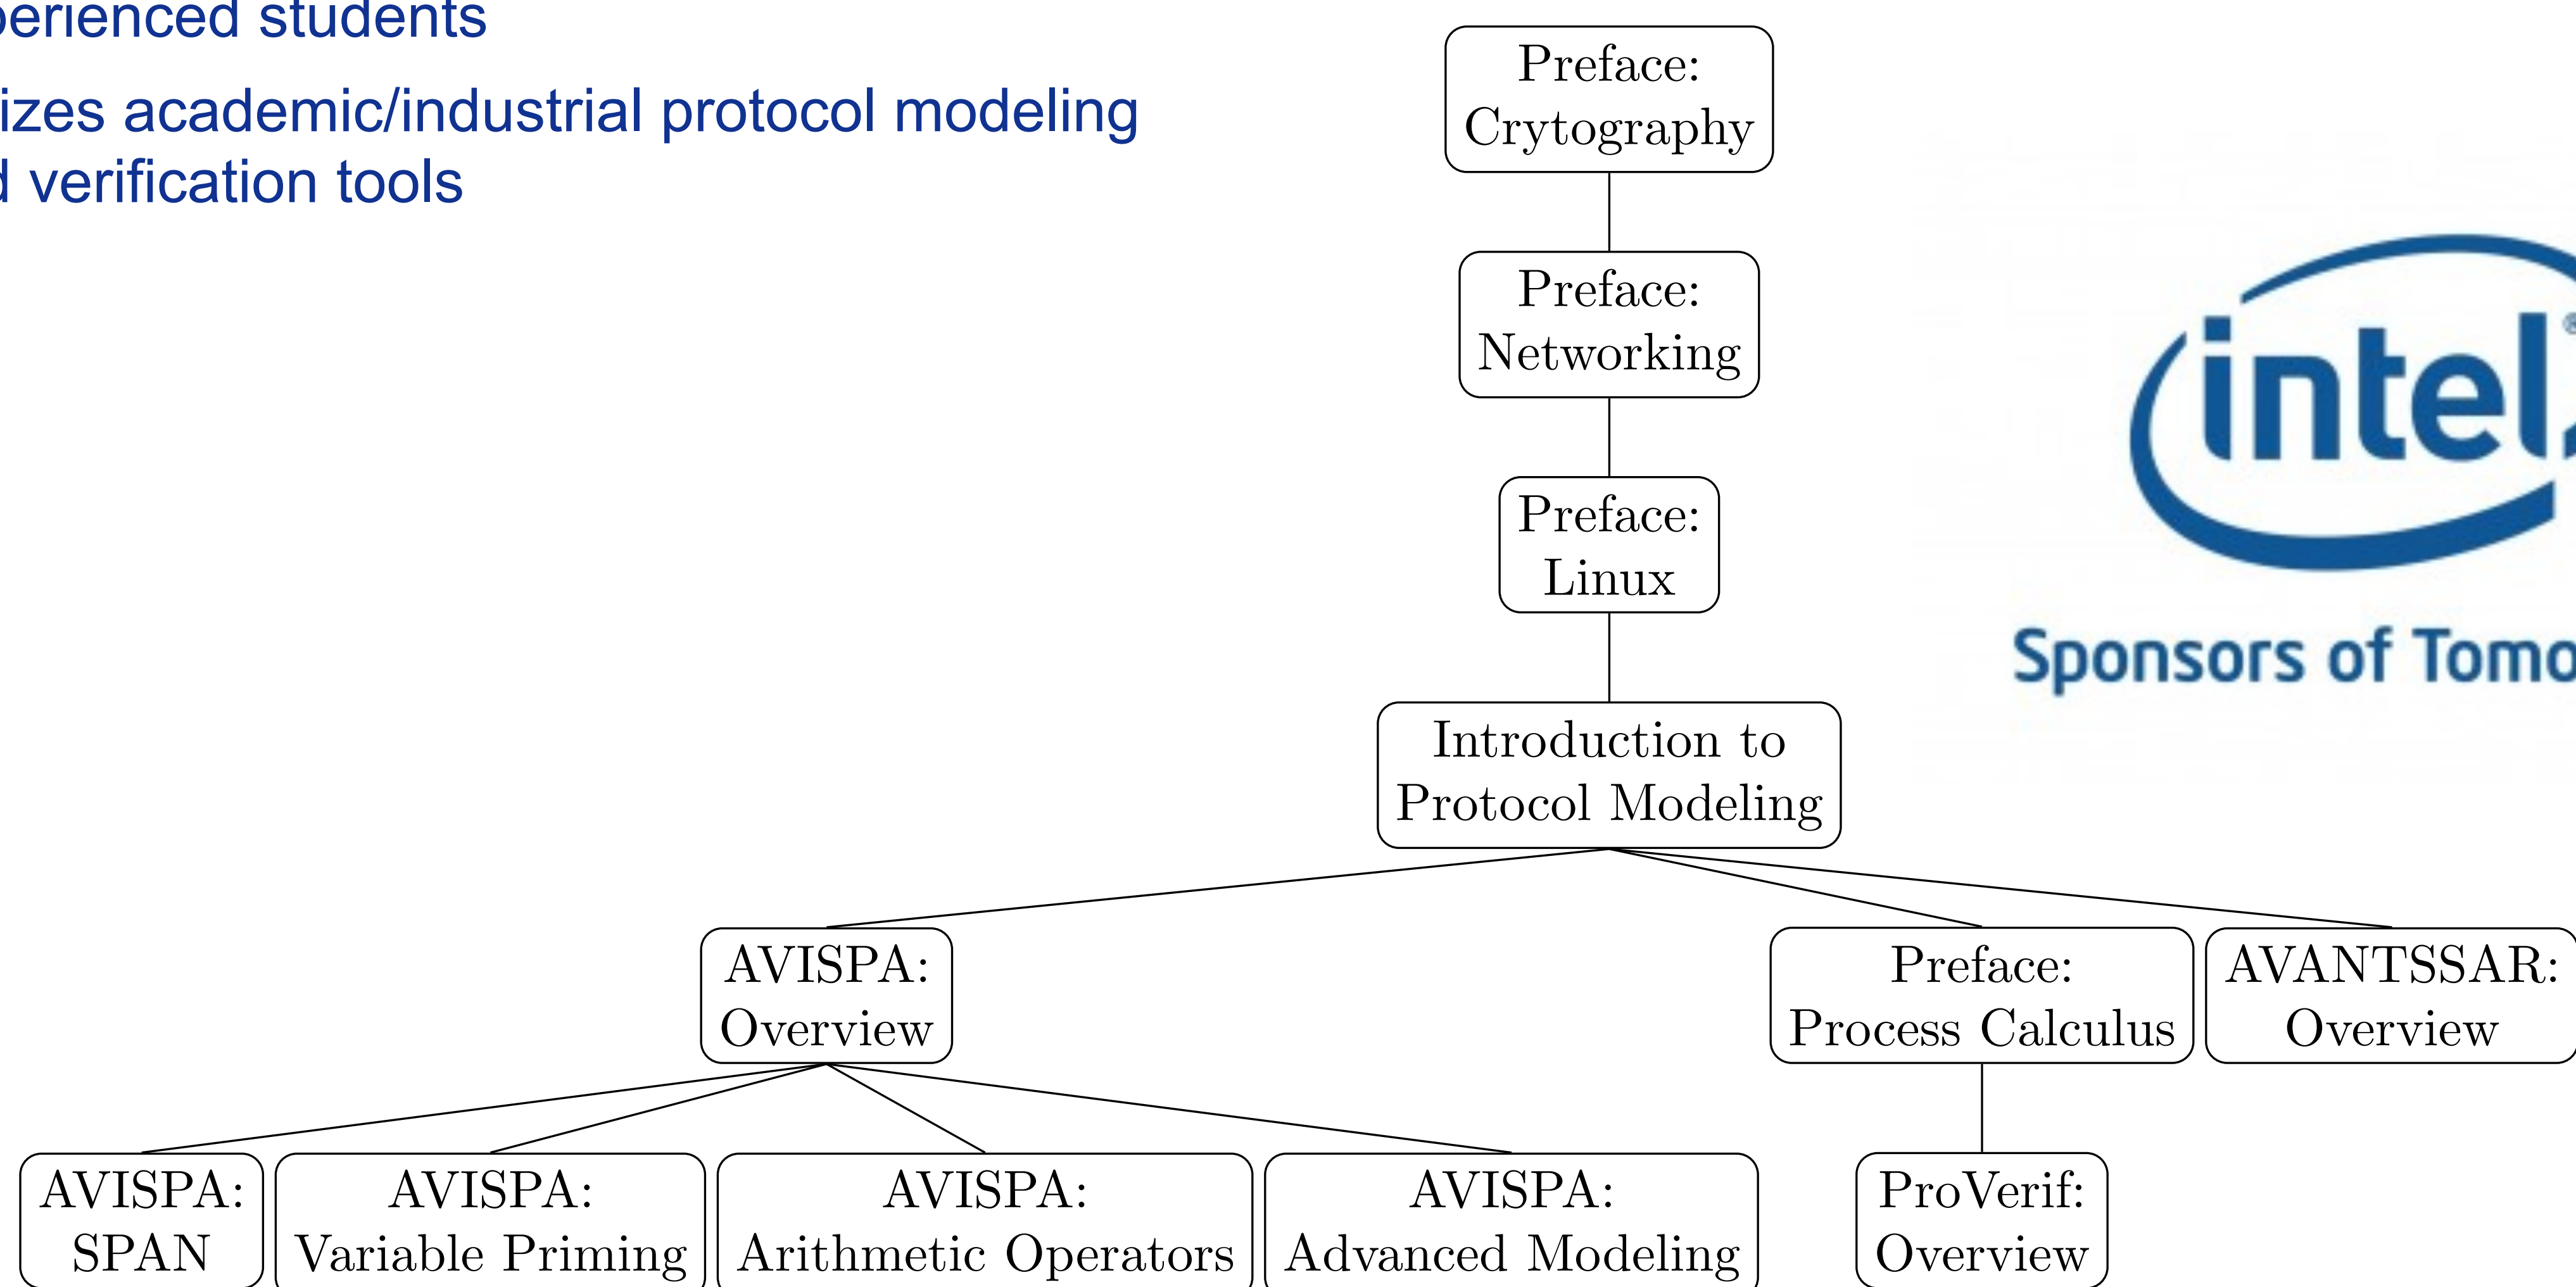 perienced students
izes academic/industrial protocol modeling
d verification tools
Preface:
Crytography
Preface:
Networking
intel
®
Preface:
Linux
Sponsors of Tomo
Introduction to
Protocol Modeling
AVISPA:
Overview
Preface:
Process Calculus
AVANTSSAR:
Overview
AVISPA:
SPAN
AVISPA:
Variable Priming
AVISPA:
Arithmetic Operators
AVISPA:
Advanced Modeling
ProVerif:
Overview